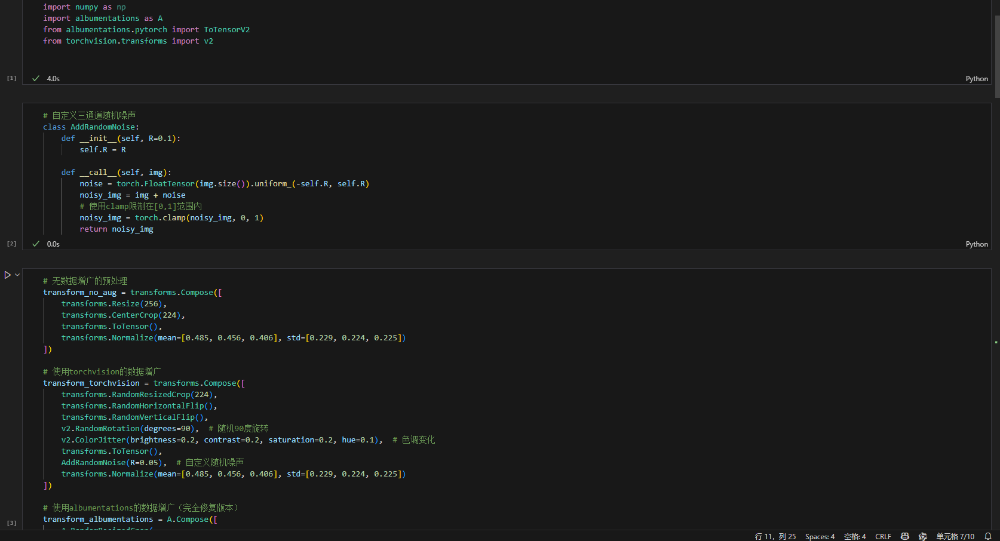 import numpy as np
import albumentations as A
from albumentations.pytorch import ToTensorV2
from torchvision.transforms import v2
[1]
4.0s
Python
# 自定义三通道随机噪声
class AddRandomNoise:
    def __init__(self, R=0.1):
        self.R = R
    def __call__(self, img):
        noise = torch.FloatTensor(img.size()).uniform_(-self.R, self.R)
        noisy_img = img + noise
        # 使用clamp限制在[0,1]范围内
        noisy_img = torch.clamp(noisy_img, 0, 1)
        return noisy_img
[2]
0.0s
Python
# 无数据增广的预处理
transform_no_aug = transforms.Compose([
    transforms.Resize(256),
    transforms.CenterCrop(224),
    transforms.ToTensor(),
    transforms.Normalize(mean=[0.485, 0.456, 0.406], std=[0.229, 0.224, 0.225])
])
# 使用torchvision的数据增广
transform_torchvision = transforms.Compose([
    transforms.RandomResizedCrop(224),
    transforms.RandomHorizontalFlip(),
    transforms.RandomVerticalFlip(),
    v2.RandomRotation(degrees=90),  # 随机90度旋转
    v2.ColorJitter(brightness=0.2, contrast=0.2, saturation=0.2, hue=0.1),  # 色调变化
    transforms.ToTensor(),
    AddRandomNoise(R=0.05),  # 自定义随机噪声
    transforms.Normalize(mean=[0.485, 0.456, 0.406], std=[0.229, 0.224, 0.225])
])
# 使用albumentations的数据增广（完全修复版本）
transform_albumentations = A.Compose([
    A.RandomResizedCrop(
[3]
行 11，列 25
Spaces: 4
空格: 4
CRLF
单元格 7/10